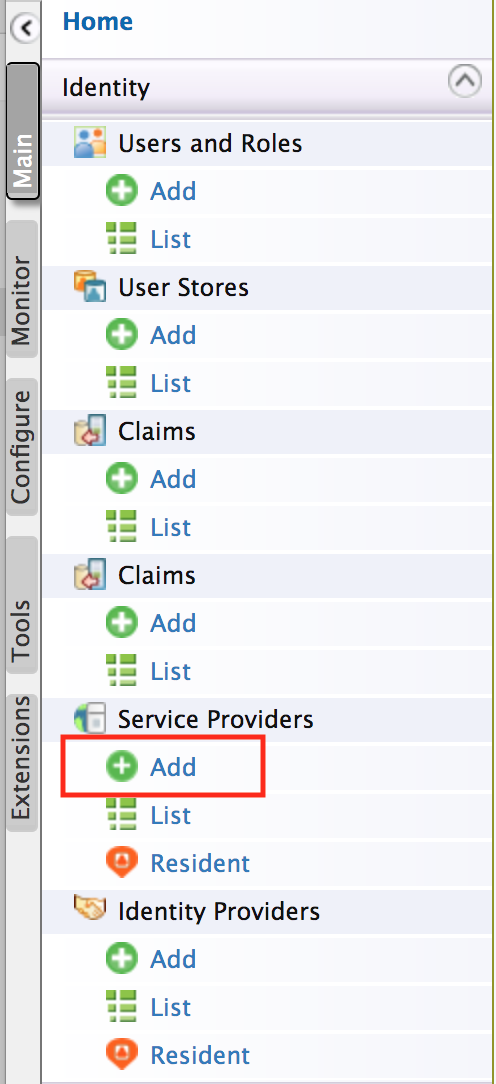 Home
Identity
Users and Roles
Add
List
User Stores
Add
List
Claims
Add
List
Claims
Add
List
Service Providers
Add
List
Resident
Identity Providers
Add
List
Resident
Main
Monitor
Configure
Tools
Extensions